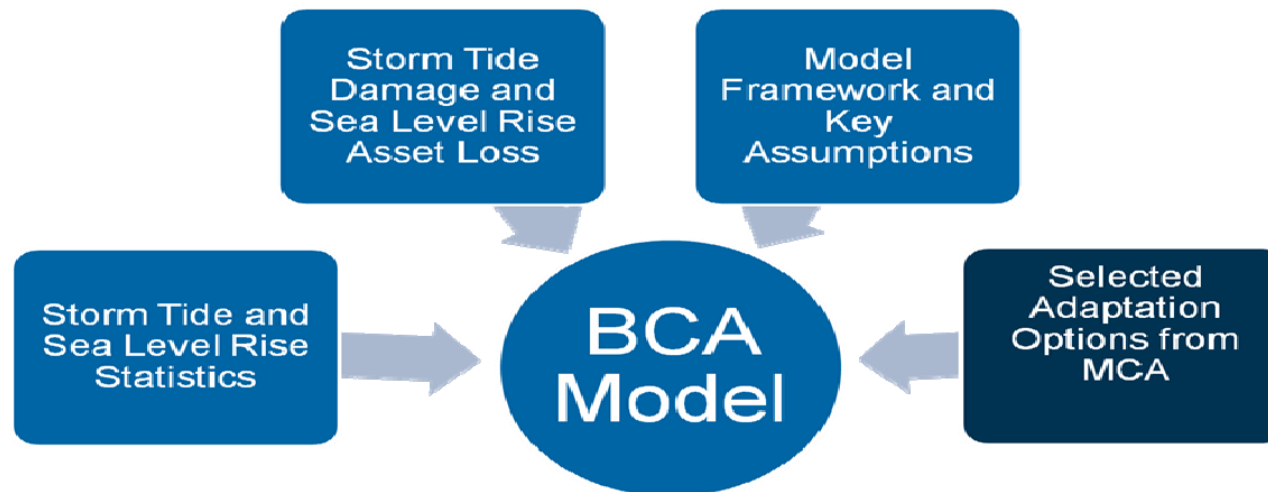 Storm Tide
Damage and
Sea Level Rise
Asset Loss
Model
Framework and
Key
Assumptions
Storm Tide and
Sea Level Rise
Statistics
BCA
Model
Selected
Adaptation
Options from
MCA